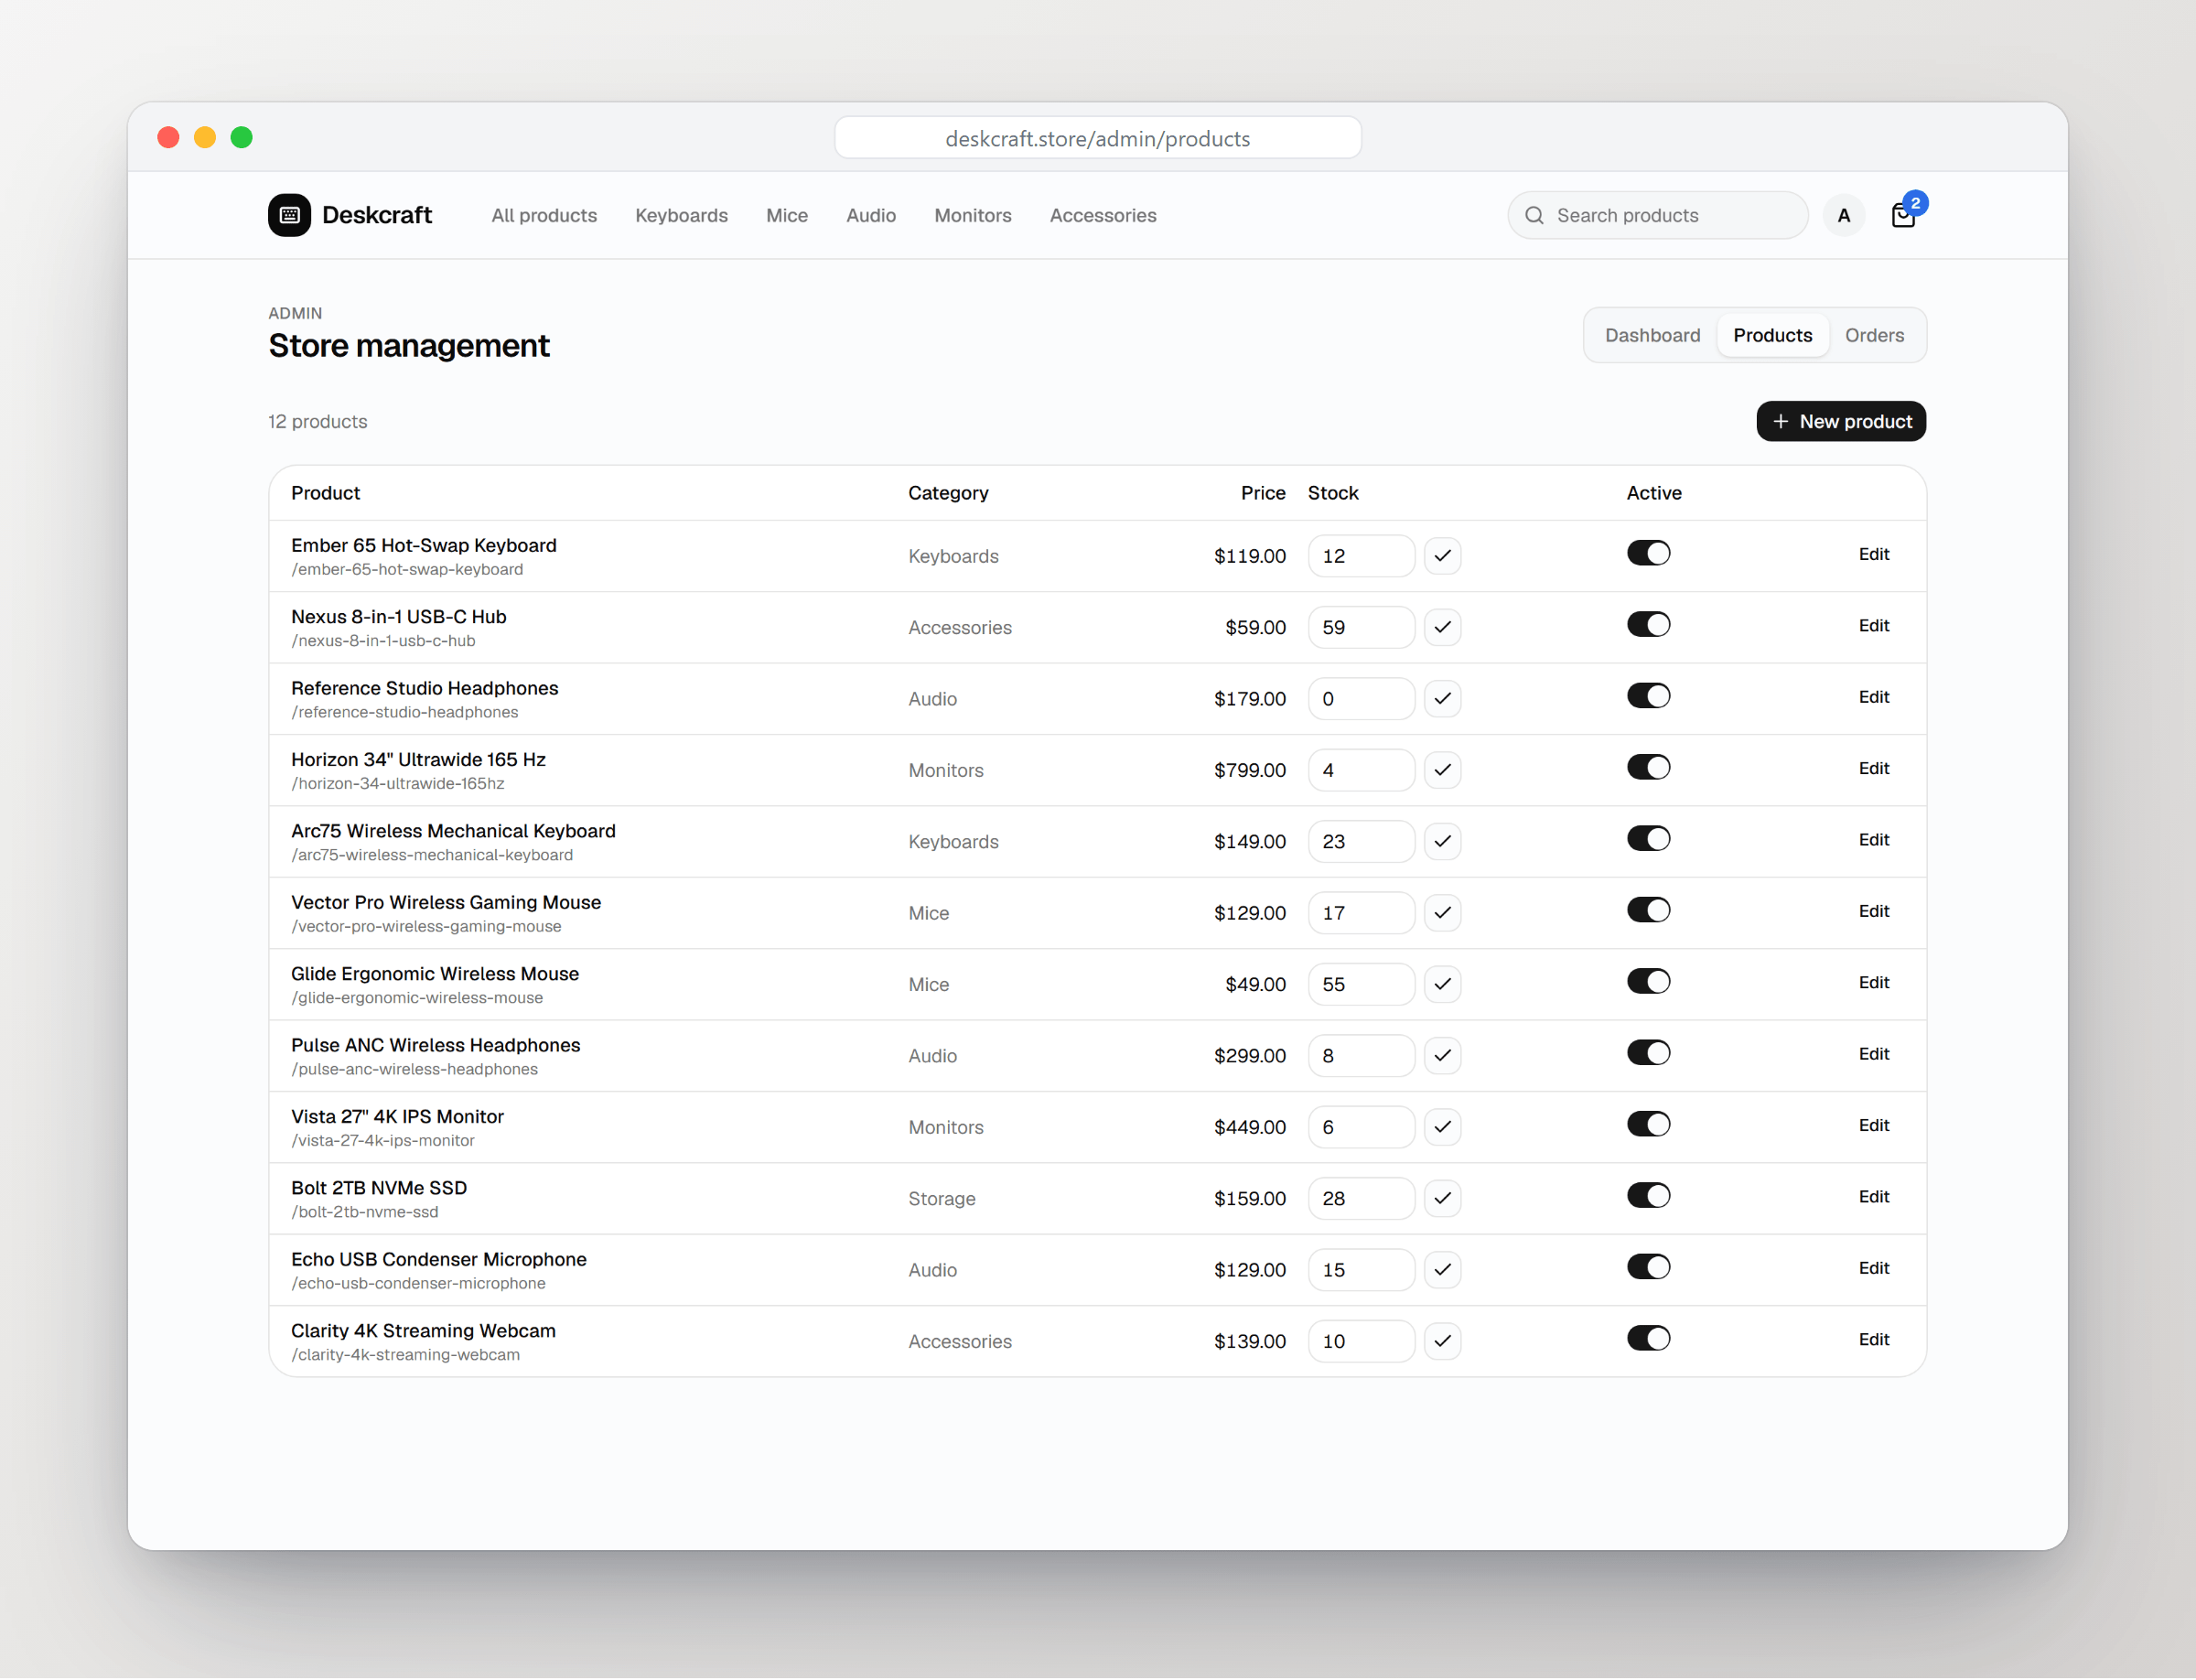 deskcraft.store/admin/products
Deskcraft All products Keyboards Mice Audio Monitors Accessories Search products A 2
ADMIN
Store management
Dashboard Products Orders
12 products
New product
Product Category Price Stock Active
Ember 65 Hot-Swap Keyboard
/ember-65-hot-swap-keyboard
Keyboards $119.00 12 Edit
Nexus 8-in-1 USB-C Hub
/nexus-8-in-1-usb-c-hub
Accessories $59.00 59 Edit
Reference Studio Headphones
/reference-studio-headphones
Audio $179.00 0 Edit
Horizon 34" Ultrawide 165 Hz
/horizon-34-ultrawide-165hz
Monitors $799.00 4 Edit
Arc75 Wireless Mechanical Keyboard
/arc75-wireless-mechanical-keyboard
Keyboards $149.00 23 Edit
Vector Pro Wireless Gaming Mouse
/vector-pro-wireless-gaming-mouse
Mice $129.00 17 Edit
Glide Ergonomic Wireless Mouse
/glide-ergonomic-wireless-mouse
Mice $49.00 55 Edit
Pulse ANC Wireless Headphones
/pulse-anc-wireless-headphones
Audio $299.00 8 Edit
Vista 27" 4K IPS Monitor
/vista-27-4k-ips-monitor
Monitors $449.00 6 Edit
Bolt 2TB NVMe SSD
/bolt-2tb-nvme-ssd
Storage $159.00 28 Edit
Echo USB Condenser Microphone
/echo-usb-condenser-microphone
Audio $129.00 15 Edit
Clarity 4K Streaming Webcam
/clarity-4k-streaming-webcam
Accessories $139.00 10 Edit